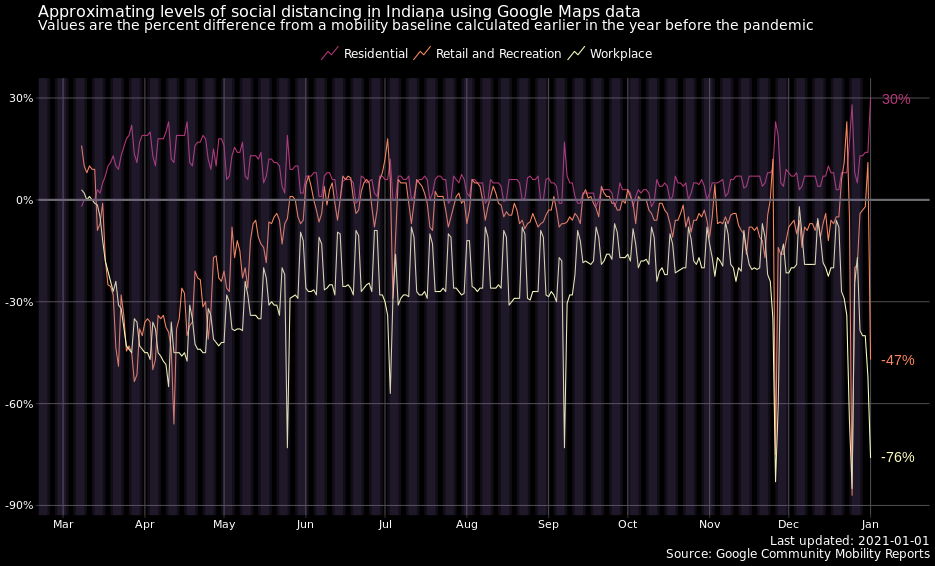 Approximating levels of social distancing in Indiana using Google Maps data
Values are the percent difference from a mobility baseline calculated earlier in the year before the pandemic
Residential Retail and Recreation Workplace
30%
0%
-30%
-60%
-90%
30%
-47%
-76%
Mar Apr May Jun Jul Aug Sep Oct Nov Dec Jan
Last updated: 2021-01-01
Source: Google Community Mobility Reports